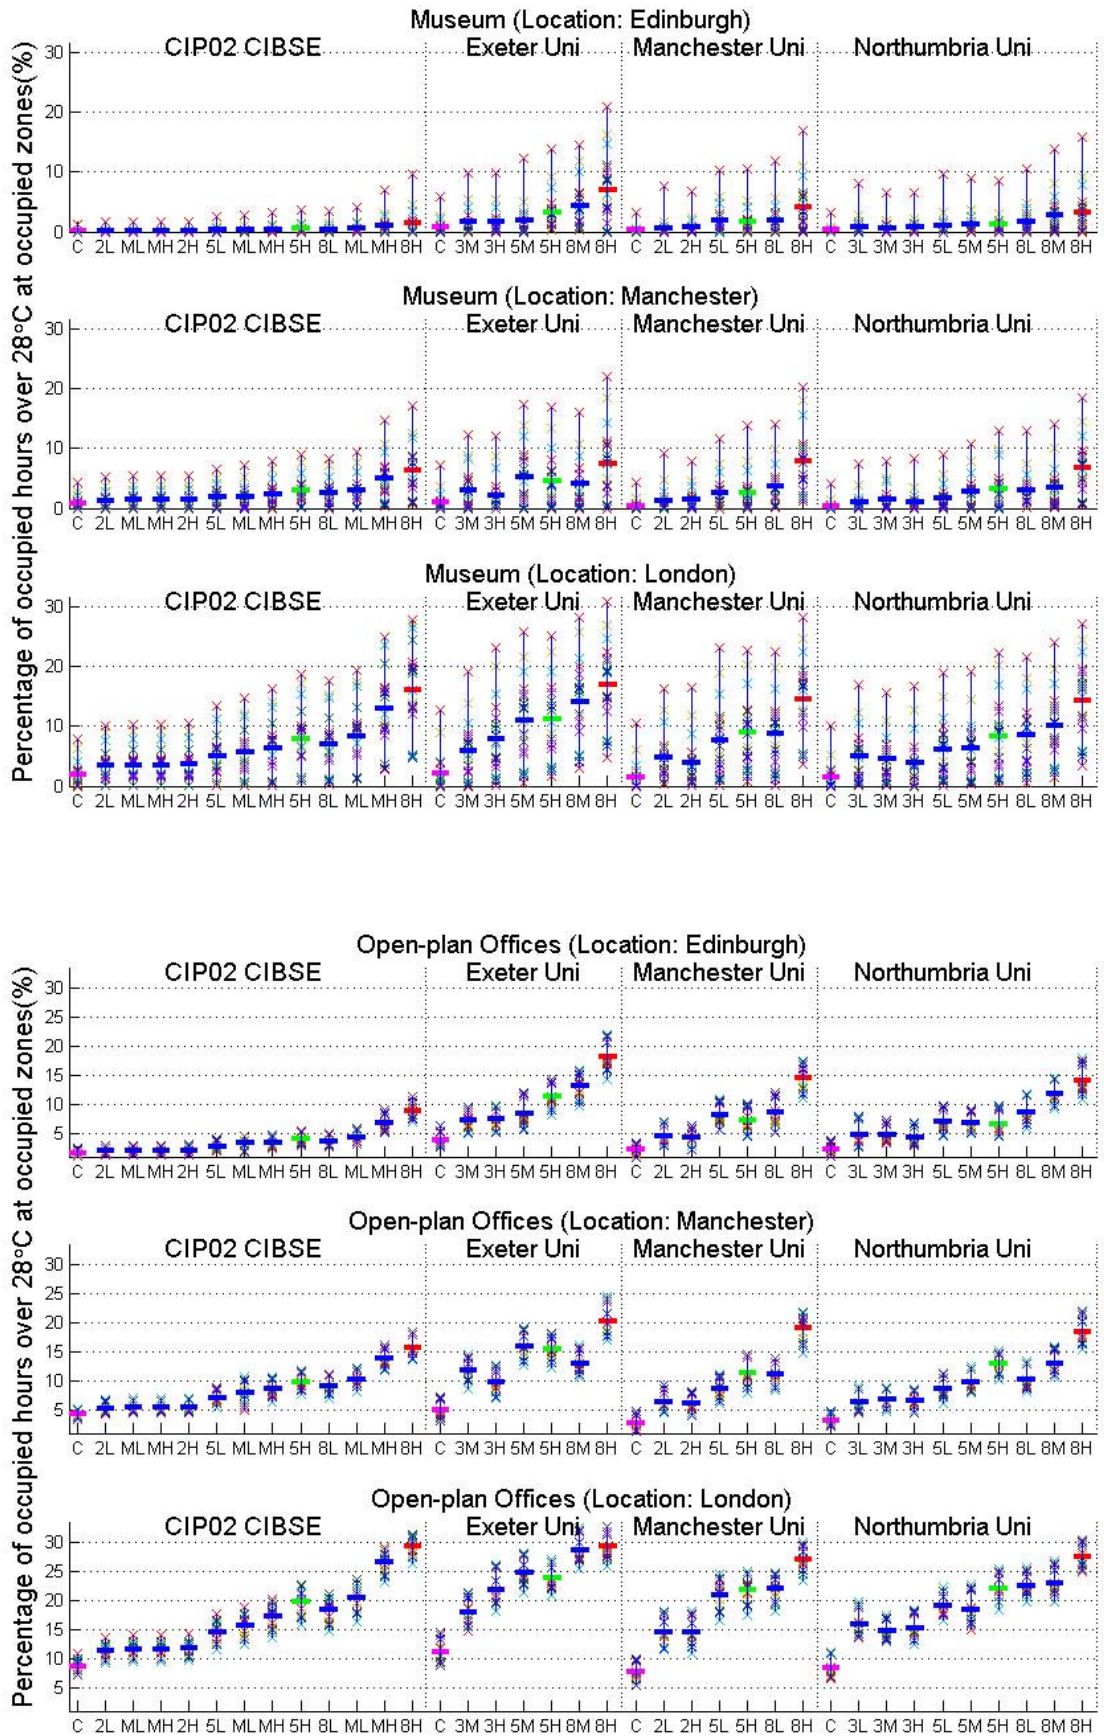 Museum (Location: Edinburgh)
CIP02 CIBSE Exeter Uni Manchester Uni Northumbria Uni
30
20
10
0
C 2L ML MH 2H 5L ML MH 5H 8L ML MH 8H C 3M 3H 5M 5H 8M 8H C 2L 2H 5L 5H 8L 8H C 3L 3M 3H 5L 5M 5H 8L 8M 8H
Museum (Location: Manchester)
CIP02 CIBSE Exeter Uni Manchester Uni Northumbria Uni
30
20
10
0
C 2L ML MH 2H 5L ML MH 5H 8L ML MH 8H C 3M 3H 5M 5H 8M 8H C 2L 2H 5L 5H 8L 8H C 3L 3M 3H 5L 5M 5H 8L 8M 8H
Museum (Location: London)
CIP02 CIBSE Exeter Uni Manchester Uni Northumbria Uni
30
20
10
0
C 2L ML MH 2H 5L ML MH 5H 8L ML MH 8H C 3M 3H 5M 5H 8M 8H C 2L 2H 5L 5H 8L 8H C 3L 3M 3H 5L 5M 5H 8L 8M 8H
Percentage of occupied hours over 28°C at occupied zones(%)
Open-plan Offices (Location: Edinburgh)
CIP02 CIBSE Exeter Uni Manchester Uni Northumbria Uni
30
25
20
15
10
5
C 2L ML MH 2H 5L ML MH 5H 8L ML MH 8H C 3M 3H 5M 5H 8M 8H C 2L 2H 5L 5H 8L 8H C 3L 3M 3H 5L 5M 5H 8L 8M 8H
Open-plan Offices (Location: Manchester)
CIP02 CIBSE Exeter Uni Manchester Uni Northumbria Uni
30
25
20
15
10
5
C 2L ML MH 2H 5L ML MH 5H 8L ML MH 8H C 3M 3H 5M 5H 8M 8H C 2L 2H 5L 5H 8L 8H C 3L 3M 3H 5L 5M 5H 8L 8M 8H
Open-plan Offices (Location: London)
CIP02 CIBSE Exeter Uni Manchester Uni Northumbria Uni
30
25
20
15
10
5
C 2L ML MH 2H 5L ML MH 5H 8L ML MH 8H C 3M 3H 5M 5H 8M 8H C 2L 2H 5L 5H 8L 8H C 3L 3M 3H 5L 5M 5H 8L 8M 8H
Percentage of occupied hours over 28°C at occupied zones(%)